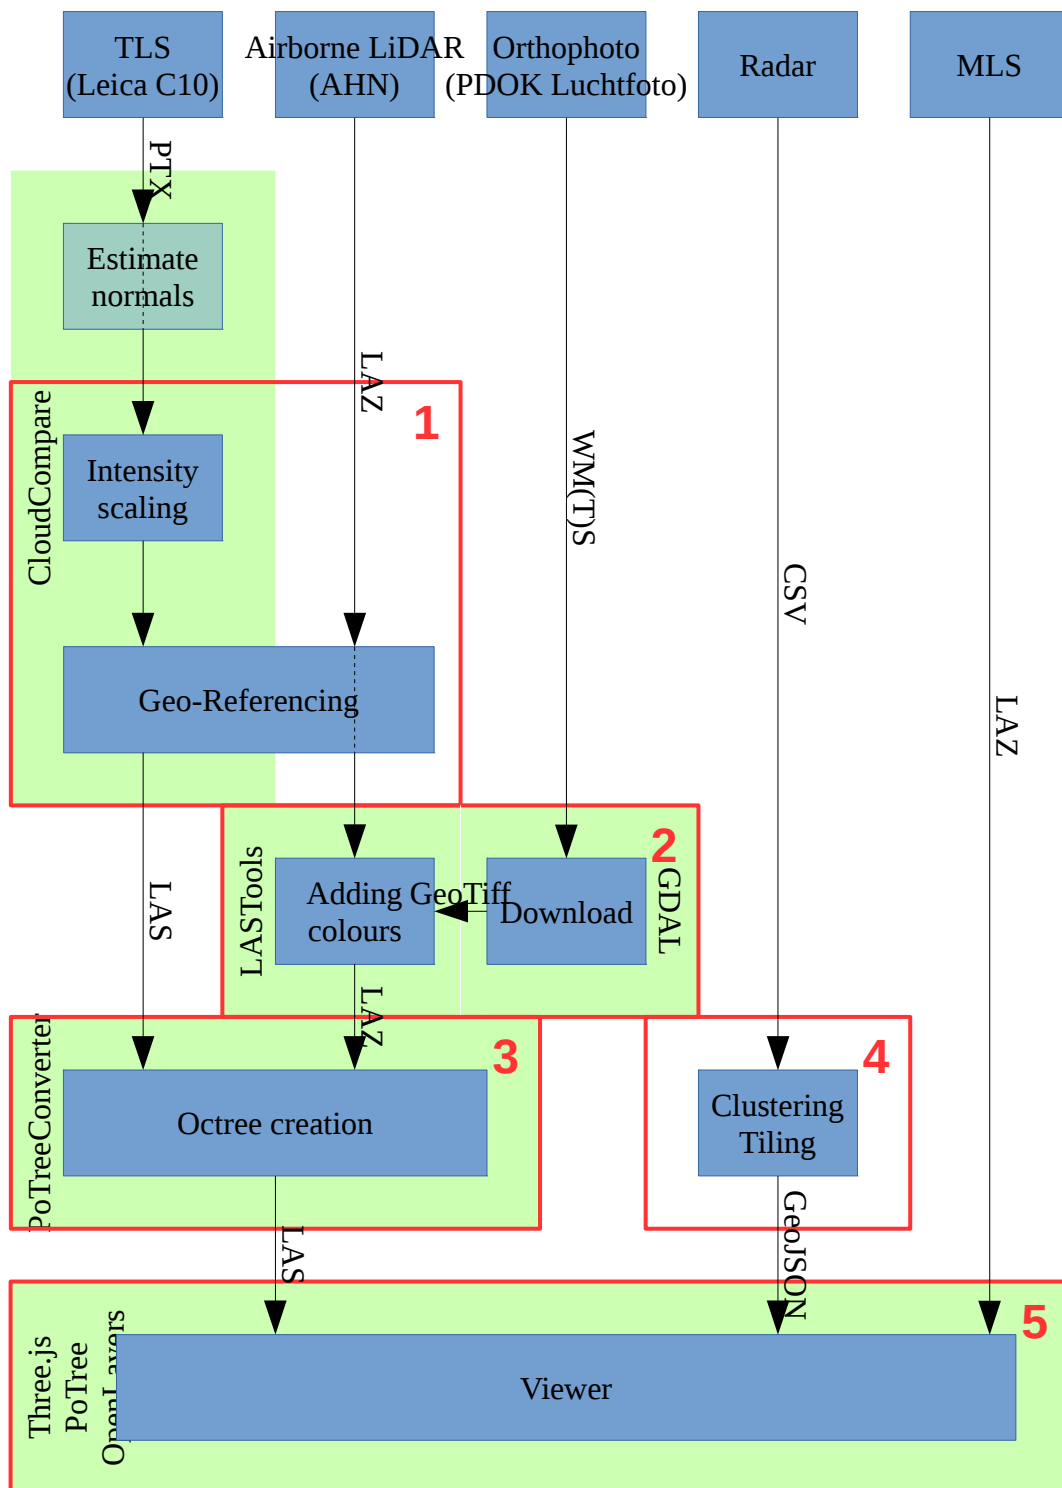 TLS
(Leica C10)
Airborne LiDAR
(AHN)
Orthophoto
(PDOK Luchtfoto)
Radar
MLS
PTX
Estimate
normals
LAZ
1
CloudCompare
Intensity
scaling
WM(T)S
CSV
Geo-Referencing
LAZ
LAS
LASTools
Adding
colours
GeoTiff
Download
2
GDAL
LAZ
PoTreeConverter
3
Octree creation
4
Clustering
Tiling
LAS
GeoJSON
5
Three.js
PoTree
OpenLayers
Viewer